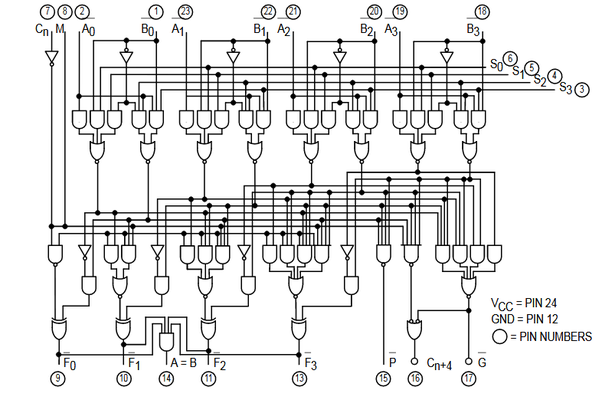 7 8 2 1 23 22 21 20 19 18
Cn M A0 B0 A1 B1 A2 B2 A3 B3
S0 6
S1 5
S2 4
S3 3
VCC = PIN 24
GND = PIN 12
= PIN NUMBERS
F0 F1 A = B F2 F3 P Cn+4 G
9 10 14 11 13 15 16 17